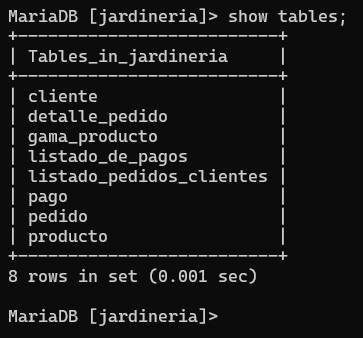 MariaDB [jardineria]> show tables;
+--------------------------+
| Tables_in_jardineria     |
+--------------------------+
| cliente                  |
| detalle_pedido           |
| gama_producto            |
| listado_de_pagos         |
| listado_pedidos_clientes |
| pago                     |
| pedido                   |
| producto                 |
+--------------------------+
8 rows in set (0.001 sec)

MariaDB [jardineria]>